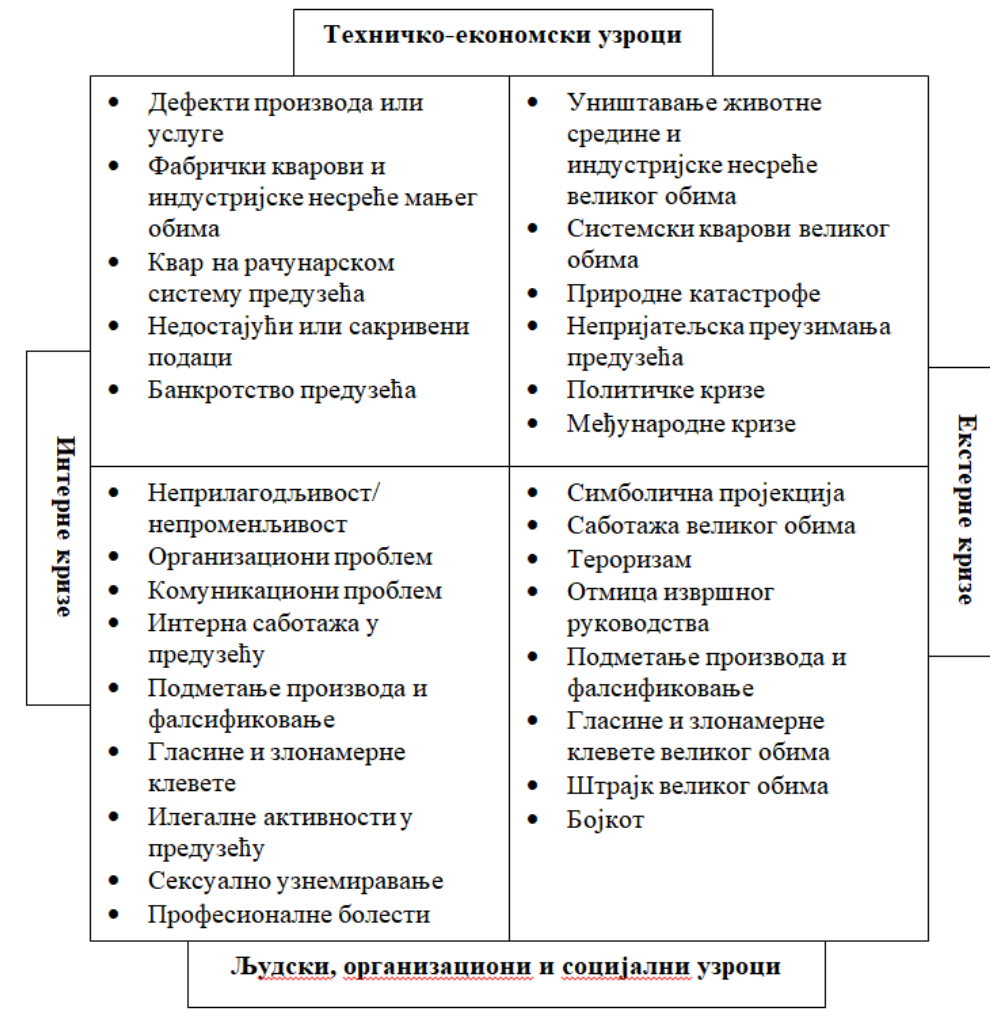 Техничко-економски узроци
Дефекти производа или
услуге
Фабрички кварови и
индустријске несреће мањег
обима
Квар на рачунарском
систему предузећа
Недостајући или сакривени
подаци
Банкротство предузећа
Уништавање животне
средине и
индустријске несреће
великог обима
Системски кварови великог
обима
Природне катастрофе
Непријатељска преузимања
предузећа
Политичке кризе
Међународне кризе
Интерне кризе
Екстерне кризе
Неприлагодљивост/
непроменљивост
Организациони проблем
Комуникациони проблем
Интерна саботажа у
предузећу
Подметање производа и
фалсификовање
Гласине и злонамерне
клевете
Илегалне активности у
предузећу
Сексуално узнемиравање
Професионалне болести
Симболична пројекција
Саботажа великог обима
Тероризам
Отмица извршног
руководства
Подметање производа и
фалсификовање
Гласине и злонамерне
клевете великог обима
Штрајк великог обима
Бојкот
Људски, организациони и социјални узроци